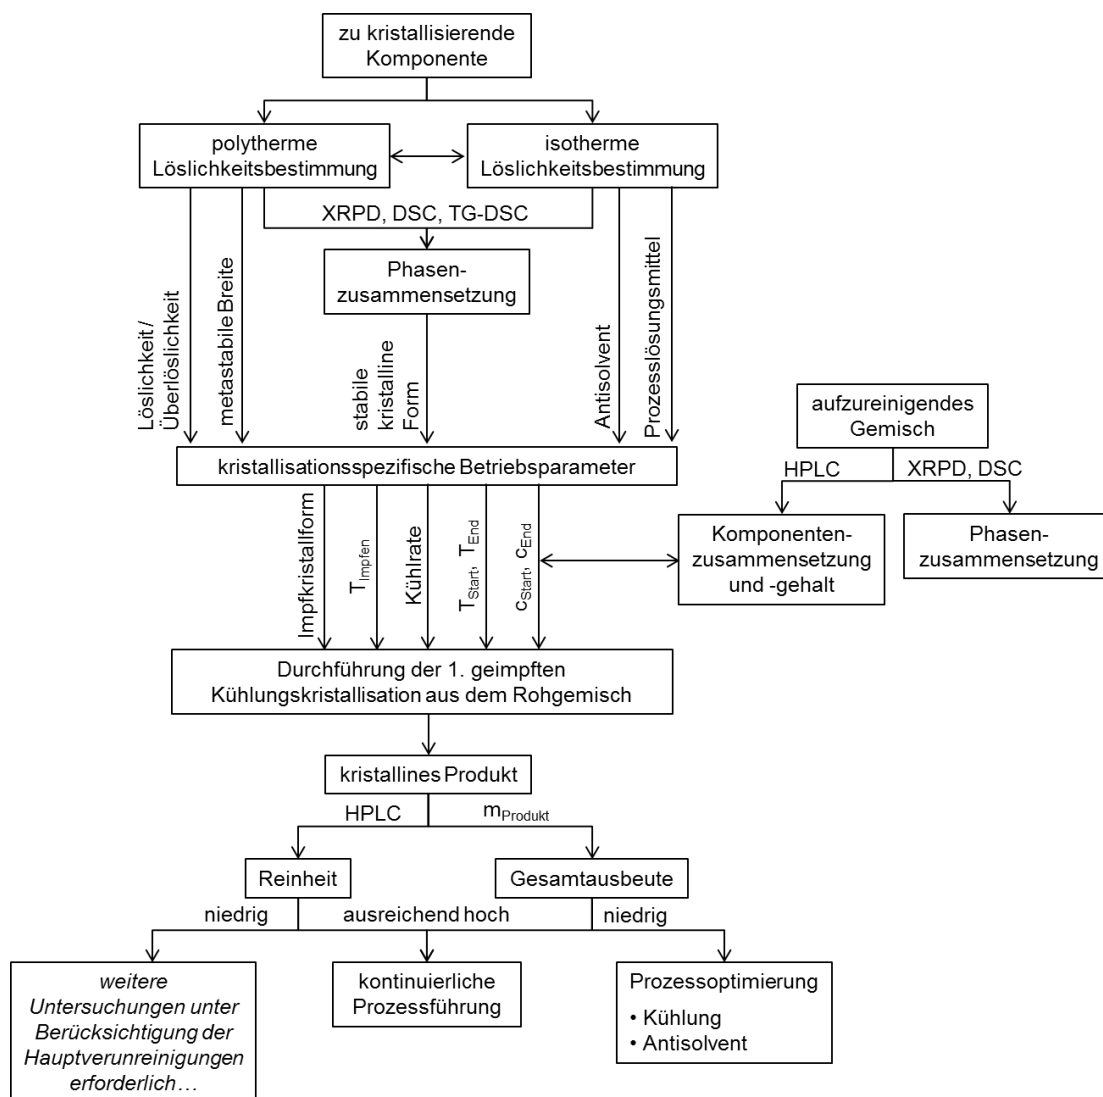 zu kristallisierende
Komponente
polytherme
Löslichkeitsbestimmung
isotherme
Löslichkeitsbestimmung
XRPD, DSC, TG-DSC
Phasen-
zusammensetzung
Löslichkeit /
Überlöslichkeit
metastabile Breite
stabile
kristalline
Form
Antisolvent
Prozesslösungsmittel
kristallisationsspezifische Betriebsparameter
aufzureinigendes
Gemisch
HPLC
XRPD, DSC
Komponenten-
zusammensetzung
und -gehalt
Phasen-
zusammensetzung
Impfkristallform
TImpfen
Kühlrate
TStart, TEnd
cStart, cEnd
Durchführung der 1. geimpften
Kühlungskristallisation aus dem Rohgemisch
kristallines Produkt
HPLC
mProdukt
Reinheit
Gesamtausbeute
niedrig
ausreichend hoch
niedrig
weitere
Untersuchungen unter
Berücksichtigung der
Hauptverunreinigungen
erforderlich…
kontinuierliche
Prozessführung
Prozessoptimierung
• Kühlung
• Antisolvent